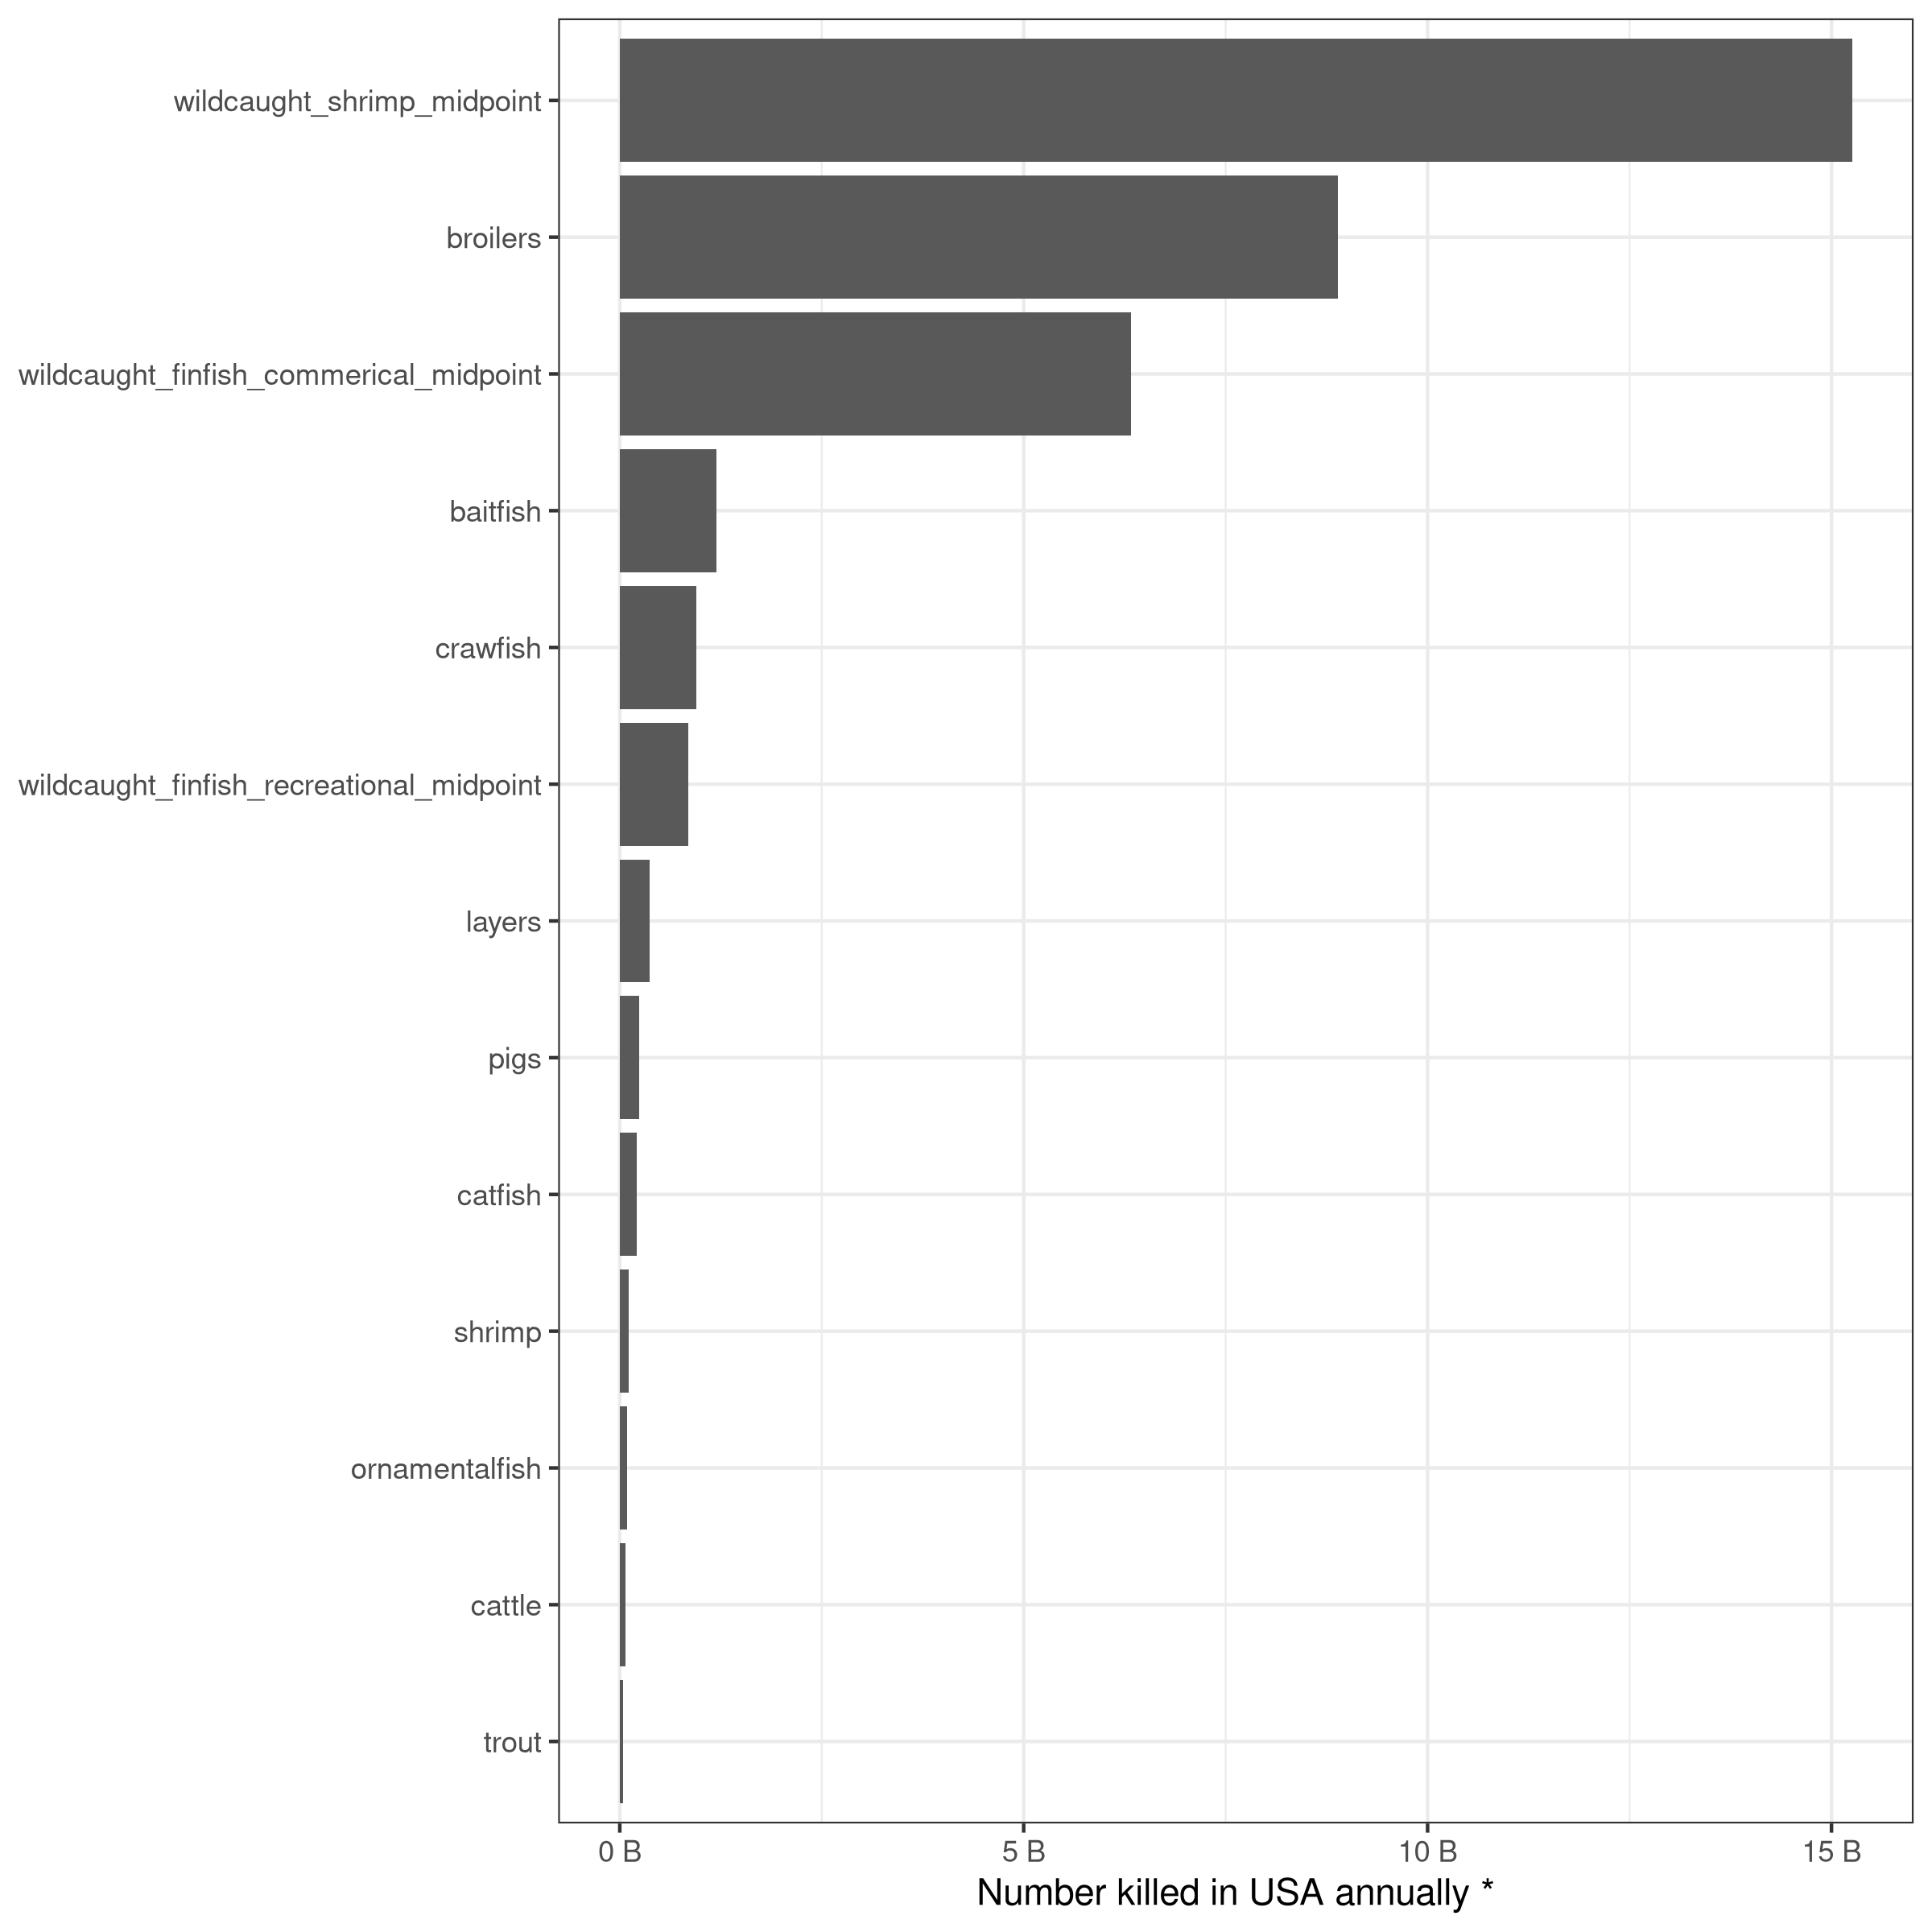 wildcaught_shrimp_midpoint
broilers
wildcaught_finfish_commerical_midpoint
baitfish
crawfish
wildcaught_finfish_recreational_midpoint
layers
pigs
catfish
shrimp
ornamentalfish
cattle
trout
0 B 5 B 10 B 15 B
Number killed in USA annually *